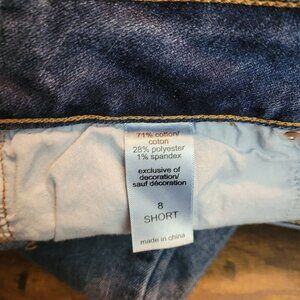 71% cotton/
coton
28% polyester
1% spandex
exclusive of
decoration/
sauf décoration
8
SHORT
made in china